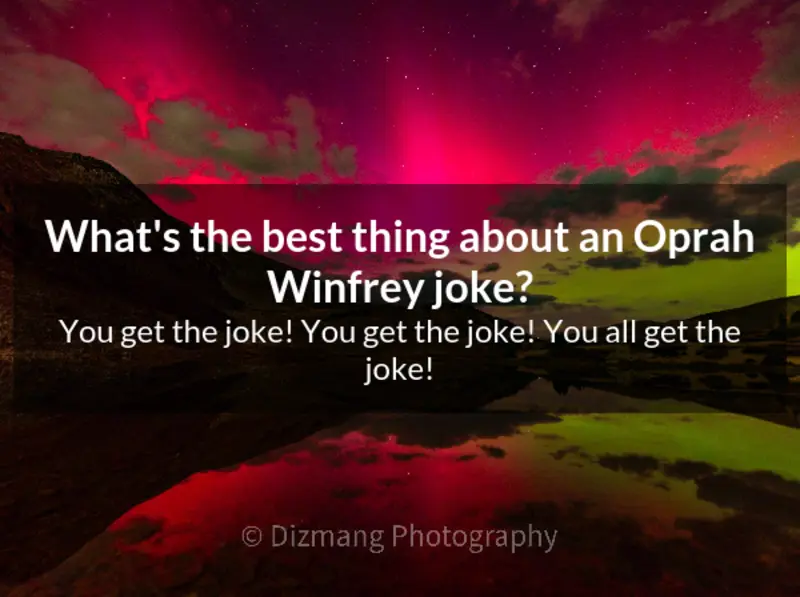 What's the best thing about an Oprah
Winfrey joke?
You get the joke! You get the joke! You all get the
joke!
© Dizmang Photography